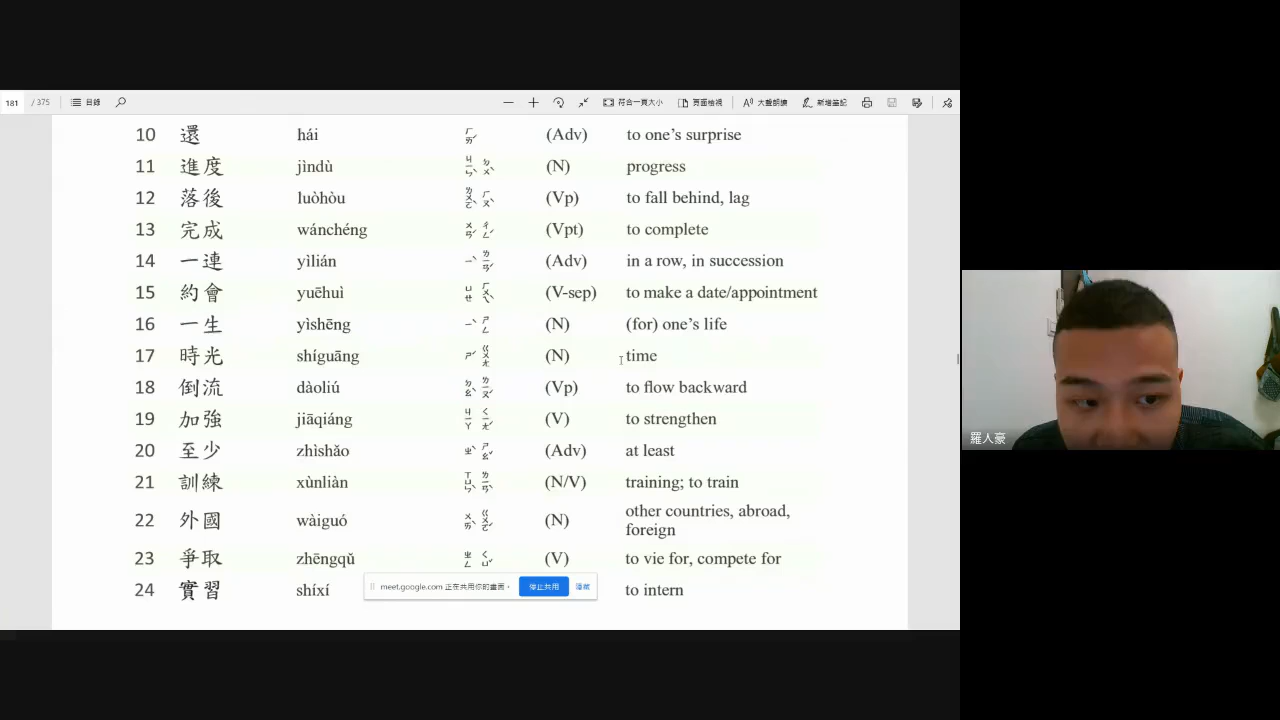 181 / 375 目錄 符合一頁大小 頁面檢視 大聲朗讀 新增筆記
10 還 hái ㄏㄞˊ (Adv) to one's surprise
11 進度 jìndù ㄐㄧㄣˋ ㄉㄨˋ (N) progress
12 落後 luòhòu ㄌㄨㄛˋ ㄏㄡˋ (Vp) to fall behind, lag
13 完成 wánchéng ㄨㄢˊ ㄔㄥˊ (Vpt) to complete
14 一連 yìlián ㄧˋ ㄌㄧㄢˊ (Adv) in a row, in succession
15 約會 yuēhuì ㄩㄝ ㄏㄨㄟˋ (V-sep) to make a date/appointment
16 一生 yìshēng ㄧˋ ㄕㄥ (N) (for) one's life
17 時光 shíguāng ㄕˊ ㄍㄨㄤ (N) time
18 倒流 dàoliú ㄉㄠˋ ㄌㄧㄡˊ (Vp) to flow backward
19 加強 jiāqiáng ㄐㄧㄚ ㄑㄧㄤˊ (V) to strengthen
20 至少 zhìshǎo ㄓˋ ㄕㄠˇ (Adv) at least
21 訓練 xùnliàn ㄒㄩㄣˋ ㄌㄧㄢˋ (N/V) training; to train
22 外國 wàiguó ㄨㄞˋ ㄍㄨㄛˊ (N) other countries, abroad,
foreign
23 爭取 zhēngqǔ ㄓㄥ ㄑㄩˇ (V) to vie for, compete for
24 實習 shíxí to intern
meet.google.com 正在共用你的畫面。 停止共用 隱藏
羅人豪